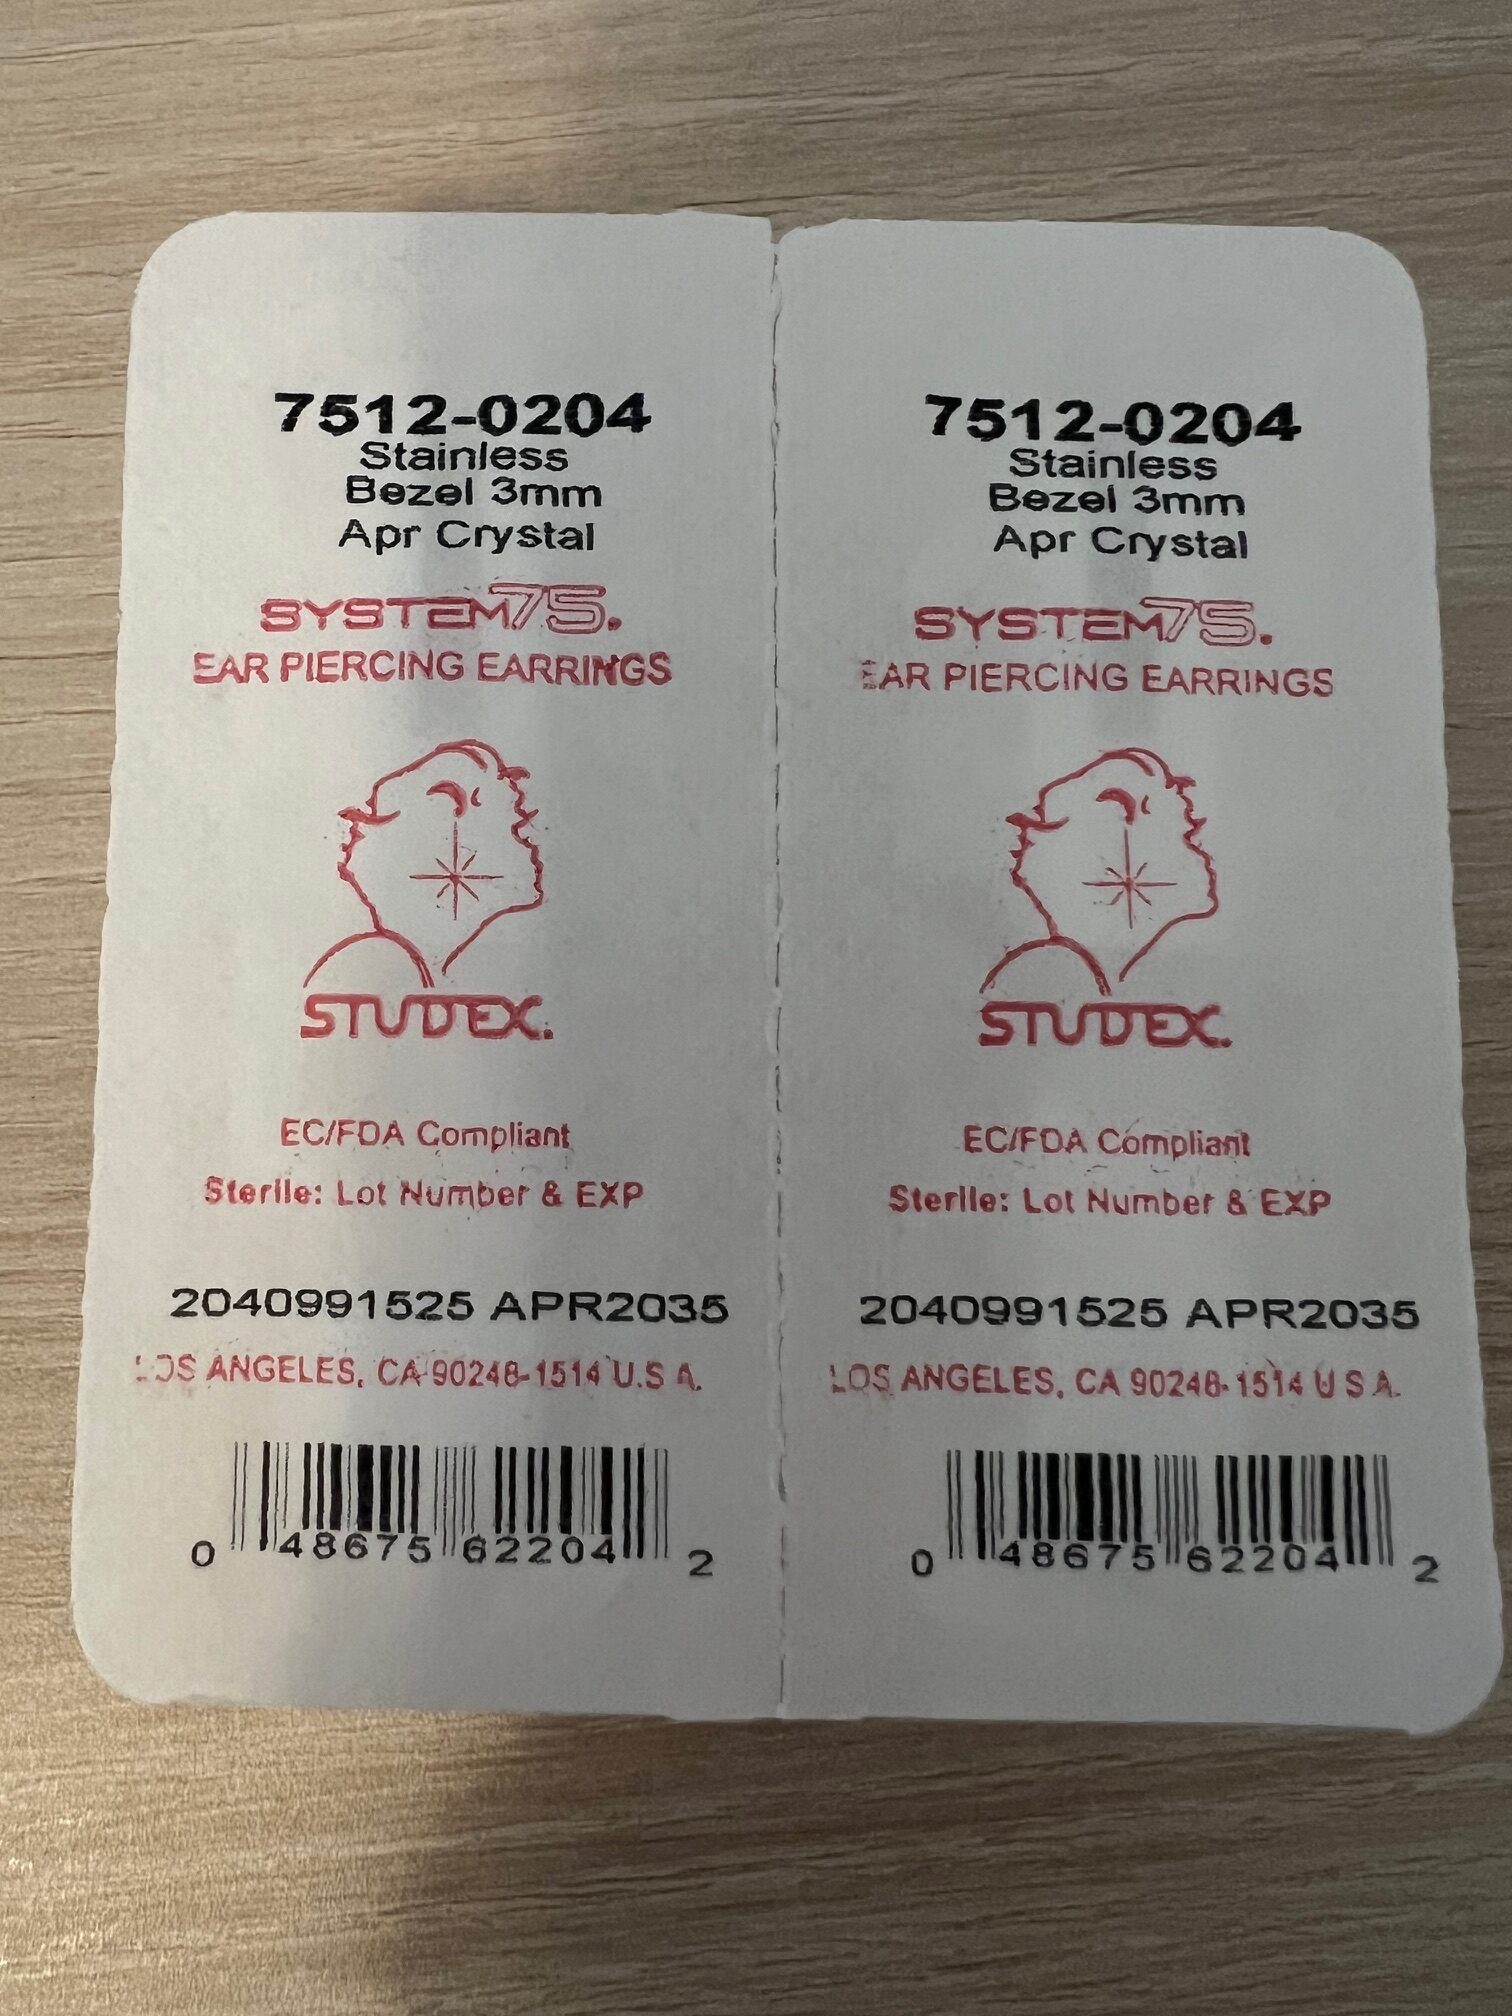 7512-0204
Stainless
Bezel 3mm
Apr Crystal
SYSTEM75.
EAR PIERCING EARRINGS
STUDEX.
EC/FDA Compliant
Sterile: Lot Number & EXP
2040991525 APR2035
LOS ANGELES, CA 90248-1514 U.S.A.
0 48675 62204 2
7512-0204
Stainless
Bezel 3mm
Apr Crystal
SYSTEM75.
EAR PIERCING EARRINGS
STUDEX.
EC/FDA Compliant
Sterile: Lot Number & EXP
2040991525 APR2035
LOS ANGELES, CA 90248-1514 U S A.
0 48675 62204 2